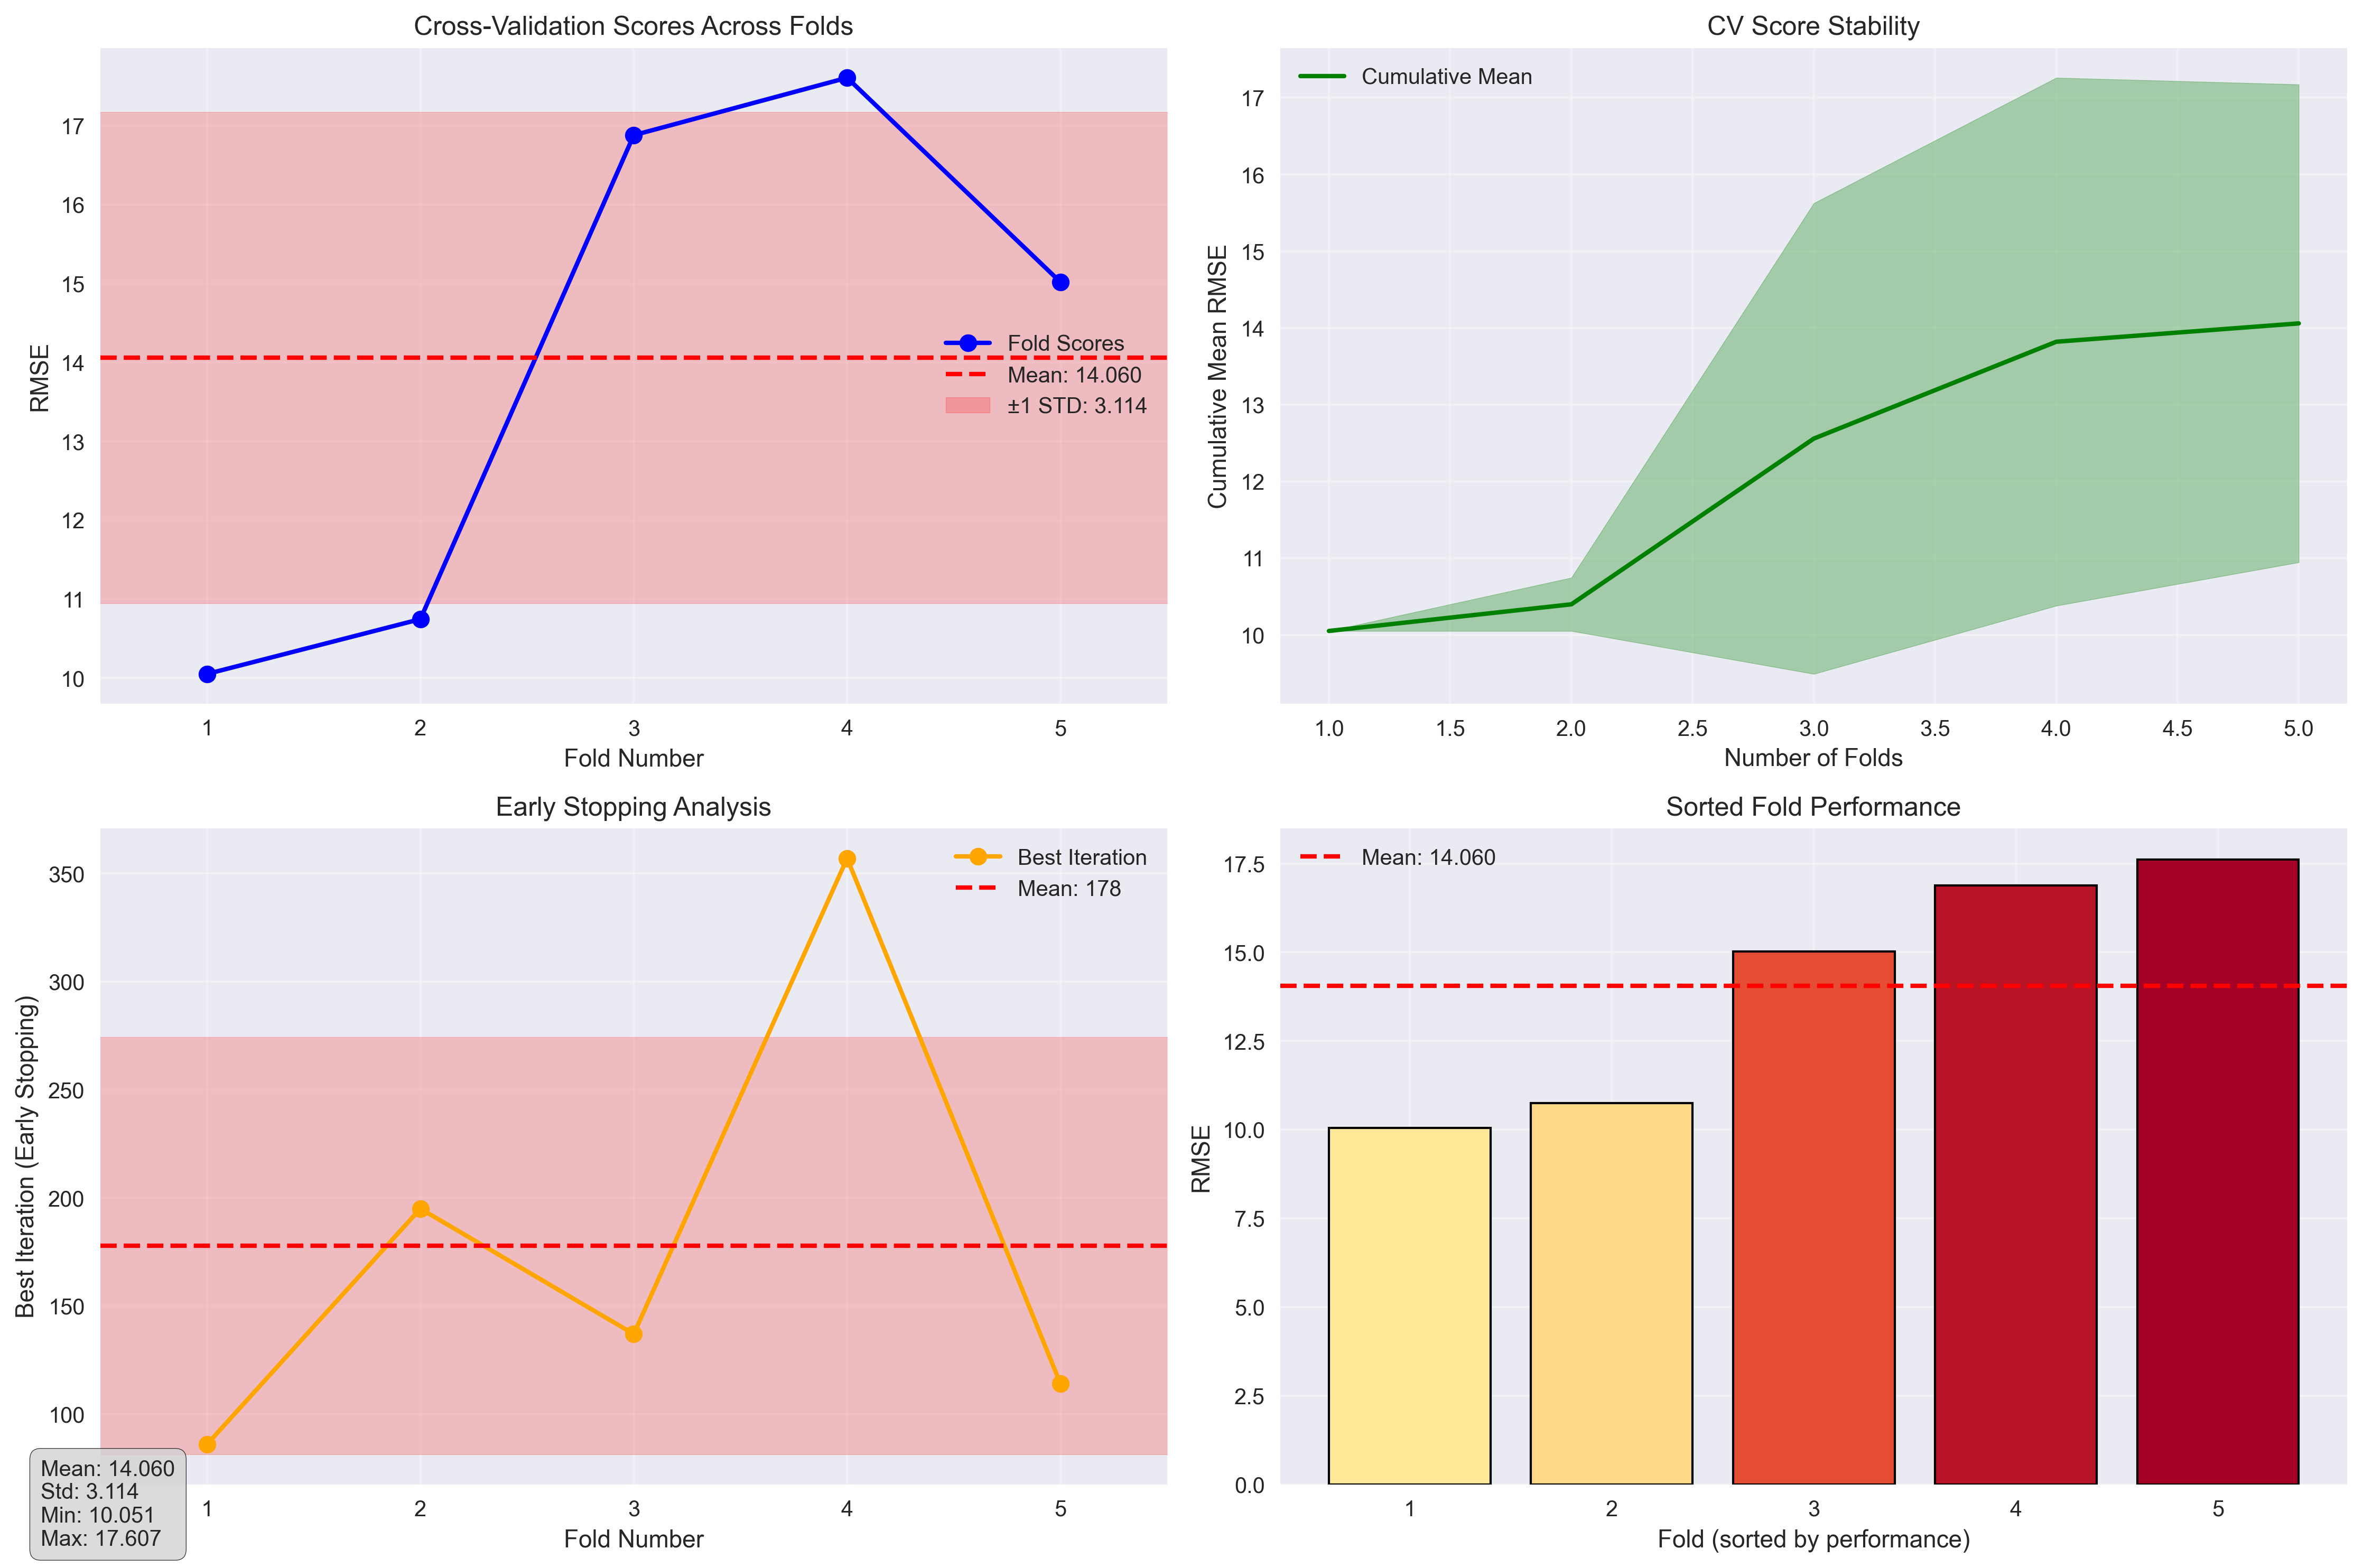 Cross-Validation Scores Across Folds
RMSE
17
16
15
14
13
12
11
10
Fold Scores
Mean: 14.060
±1 STD: 3.114
1
2
3
4
5
Fold Number
CV Score Stability
Cumulative Mean RMSE
17
16
15
14
13
12
11
10
Cumulative Mean
1.0
1.5
2.0
2.5
3.0
3.5
4.0
4.5
5.0
Number of Folds
Early Stopping Analysis
Best Iteration (Early Stopping)
350
300
250
200
150
100
Best Iteration
Mean: 178
1
2
3
4
5
Fold Number
Mean: 14.060
Std: 3.114
Min: 10.051
Max: 17.607
Sorted Fold Performance
RMSE
17.5
15.0
12.5
10.0
7.5
5.0
2.5
0.0
Mean: 14.060
1
2
3
4
5
Fold (sorted by performance)